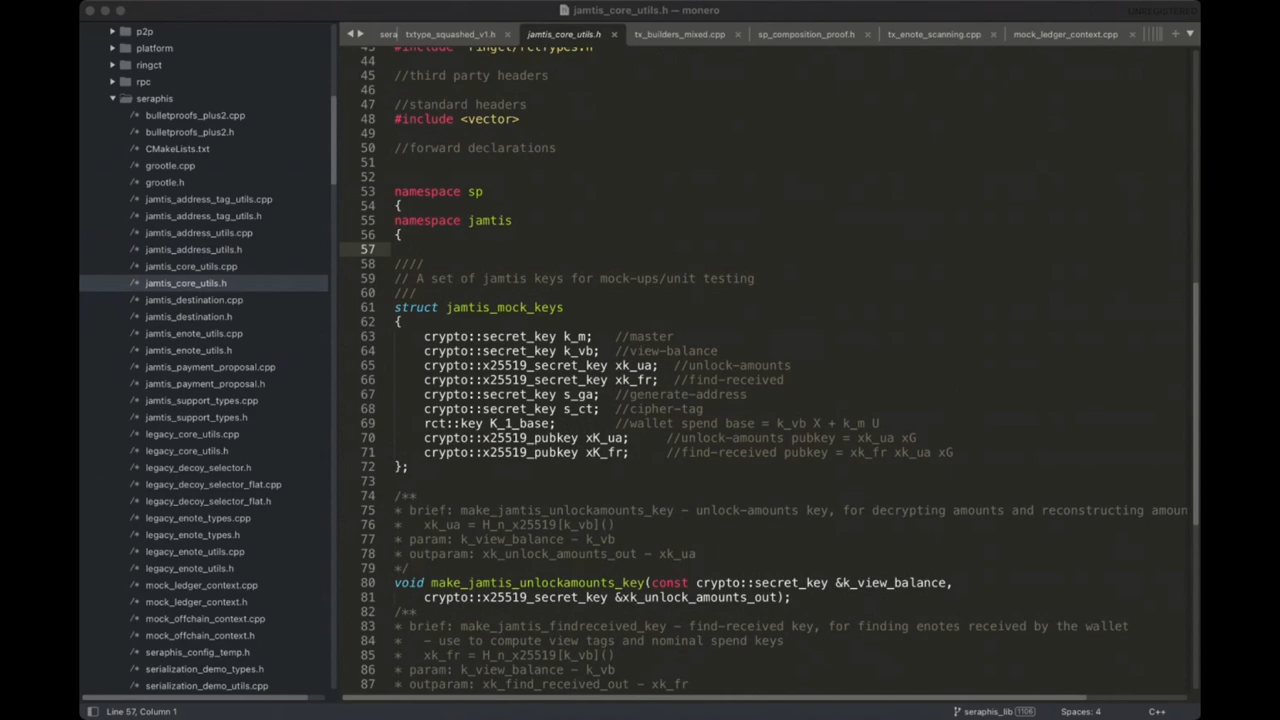 jamtis_core_utils.h — monero
UNREGISTERED
p2p
platform
ringct
rpc
seraphis
bulletproofs_plus2.cpp
bulletproofs_plus2.h
CMakeLists.txt
grootle.cpp
grootle.h
jamtis_address_tag_utils.cpp
jamtis_address_tag_utils.h
jamtis_address_utils.cpp
jamtis_address_utils.h
jamtis_core_utils.cpp
jamtis_core_utils.h
jamtis_destination.cpp
jamtis_destination.h
jamtis_enote_utils.cpp
jamtis_enote_utils.h
jamtis_payment_proposal.cpp
jamtis_payment_proposal.h
jamtis_support_types.cpp
jamtis_support_types.h
legacy_core_utils.cpp
legacy_core_utils.h
legacy_decoy_selector.h
legacy_decoy_selector_flat.cpp
legacy_decoy_selector_flat.h
legacy_enote_types.cpp
legacy_enote_types.h
legacy_enote_utils.cpp
legacy_enote_utils.h
mock_ledger_context.cpp
mock_ledger_context.h
mock_offchain_context.cpp
mock_offchain_context.h
seraphis_config_temp.h
serialization_demo_types.h
serialization_demo_utils.cpp
sera txtype_squashed_v1.h jamtis_core_utils.h tx_builders_mixed.cpp sp_composition_proof.h tx_enote_scanning.cpp mock_ledger_context.cpp
43 #include "ringct/rctTypes.h"
44
45 //third party headers
46
47 //standard headers
48 #include <vector>
49
50 //forward declarations
51
52
53 namespace sp
54 {
55 namespace jamtis
56 {
57
58 ////
59 // A set of jamtis keys for mock-ups/unit testing
60 ///
61 struct jamtis_mock_keys
62 {
63 crypto::secret_key k_m; //master
64 crypto::secret_key k_vb; //view-balance
65 crypto::x25519_secret_key xk_ua; //unlock-amounts
66 crypto::x25519_secret_key xk_fr; //find-received
67 crypto::secret_key s_ga; //generate-address
68 crypto::secret_key s_ct; //cipher-tag
69 rct::key K_1_base; //wallet spend base = k_vb X + k_m U
70 crypto::x25519_pubkey xK_ua; //unlock-amounts pubkey = xk_ua xG
71 crypto::x25519_pubkey xK_fr; //find-received pubkey = xk_fr xk_ua xG
72 };
73
74 /**
75 * brief: make_jamtis_unlockamounts_key - unlock-amounts key, for decrypting amounts and reconstructing amoun
76 * xk_ua = H_n_x25519[k_vb]()
77 * param: k_view_balance - k_vb
78 * outparam: xk_unlock_amounts_out - xk_ua
79 */
80 void make_jamtis_unlockamounts_key(const crypto::secret_key &k_view_balance,
81 crypto::x25519_secret_key &xk_unlock_amounts_out);
82 /**
83 * brief: make_jamtis_findreceived_key - find-received key, for finding enotes received by the wallet
84 * - use to compute view tags and nominal spend keys
85 * xk_fr = H_n_x25519[k_vb]()
86 * param: k_view_balance - k_vb
87 * outparam: xk_find_received_out - xk_fr
Line 57, Column 1
seraphis_lib 1106 Spaces: 4 C++